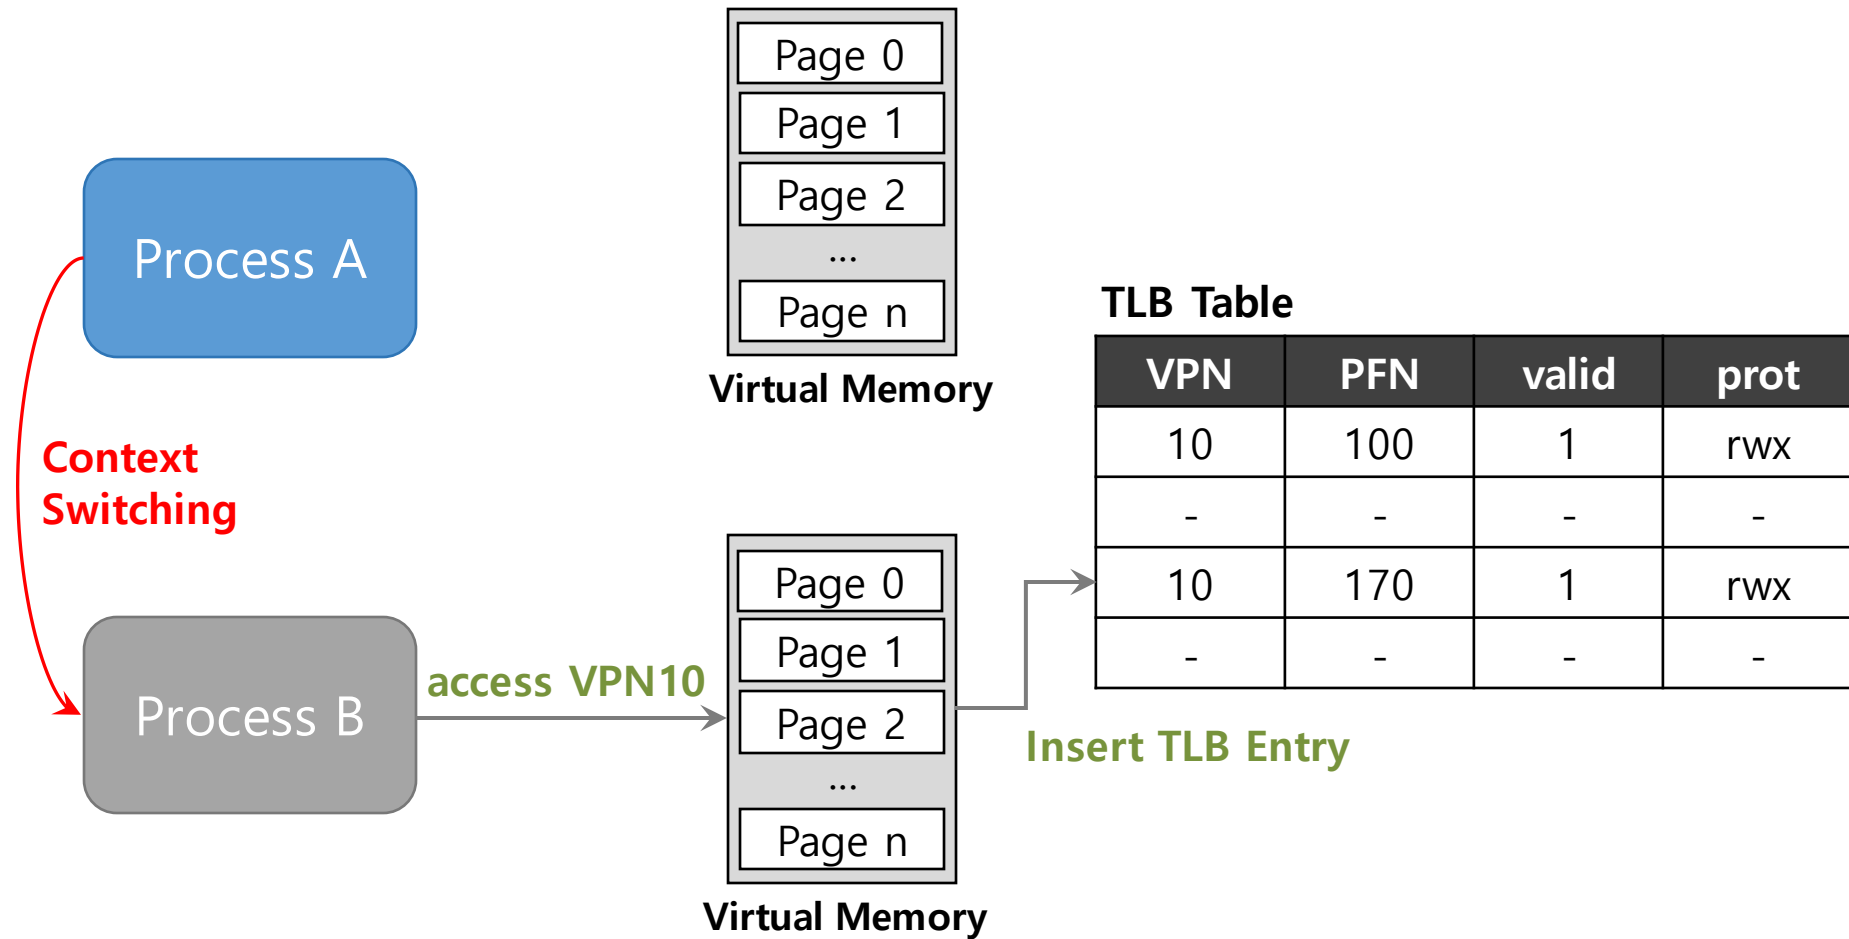 Page 0
Page 1
Page 2
...
Page n
Virtual Memory
Process A
Context
Switching
Process B
access VPN10
Page 0
Page 1
Page 2
...
Page n
Virtual Memory
Insert TLB Entry
TLB Table
VPN PFN valid prot
10 100 1 rwx
- - - -
10 170 1 rwx
- - - -